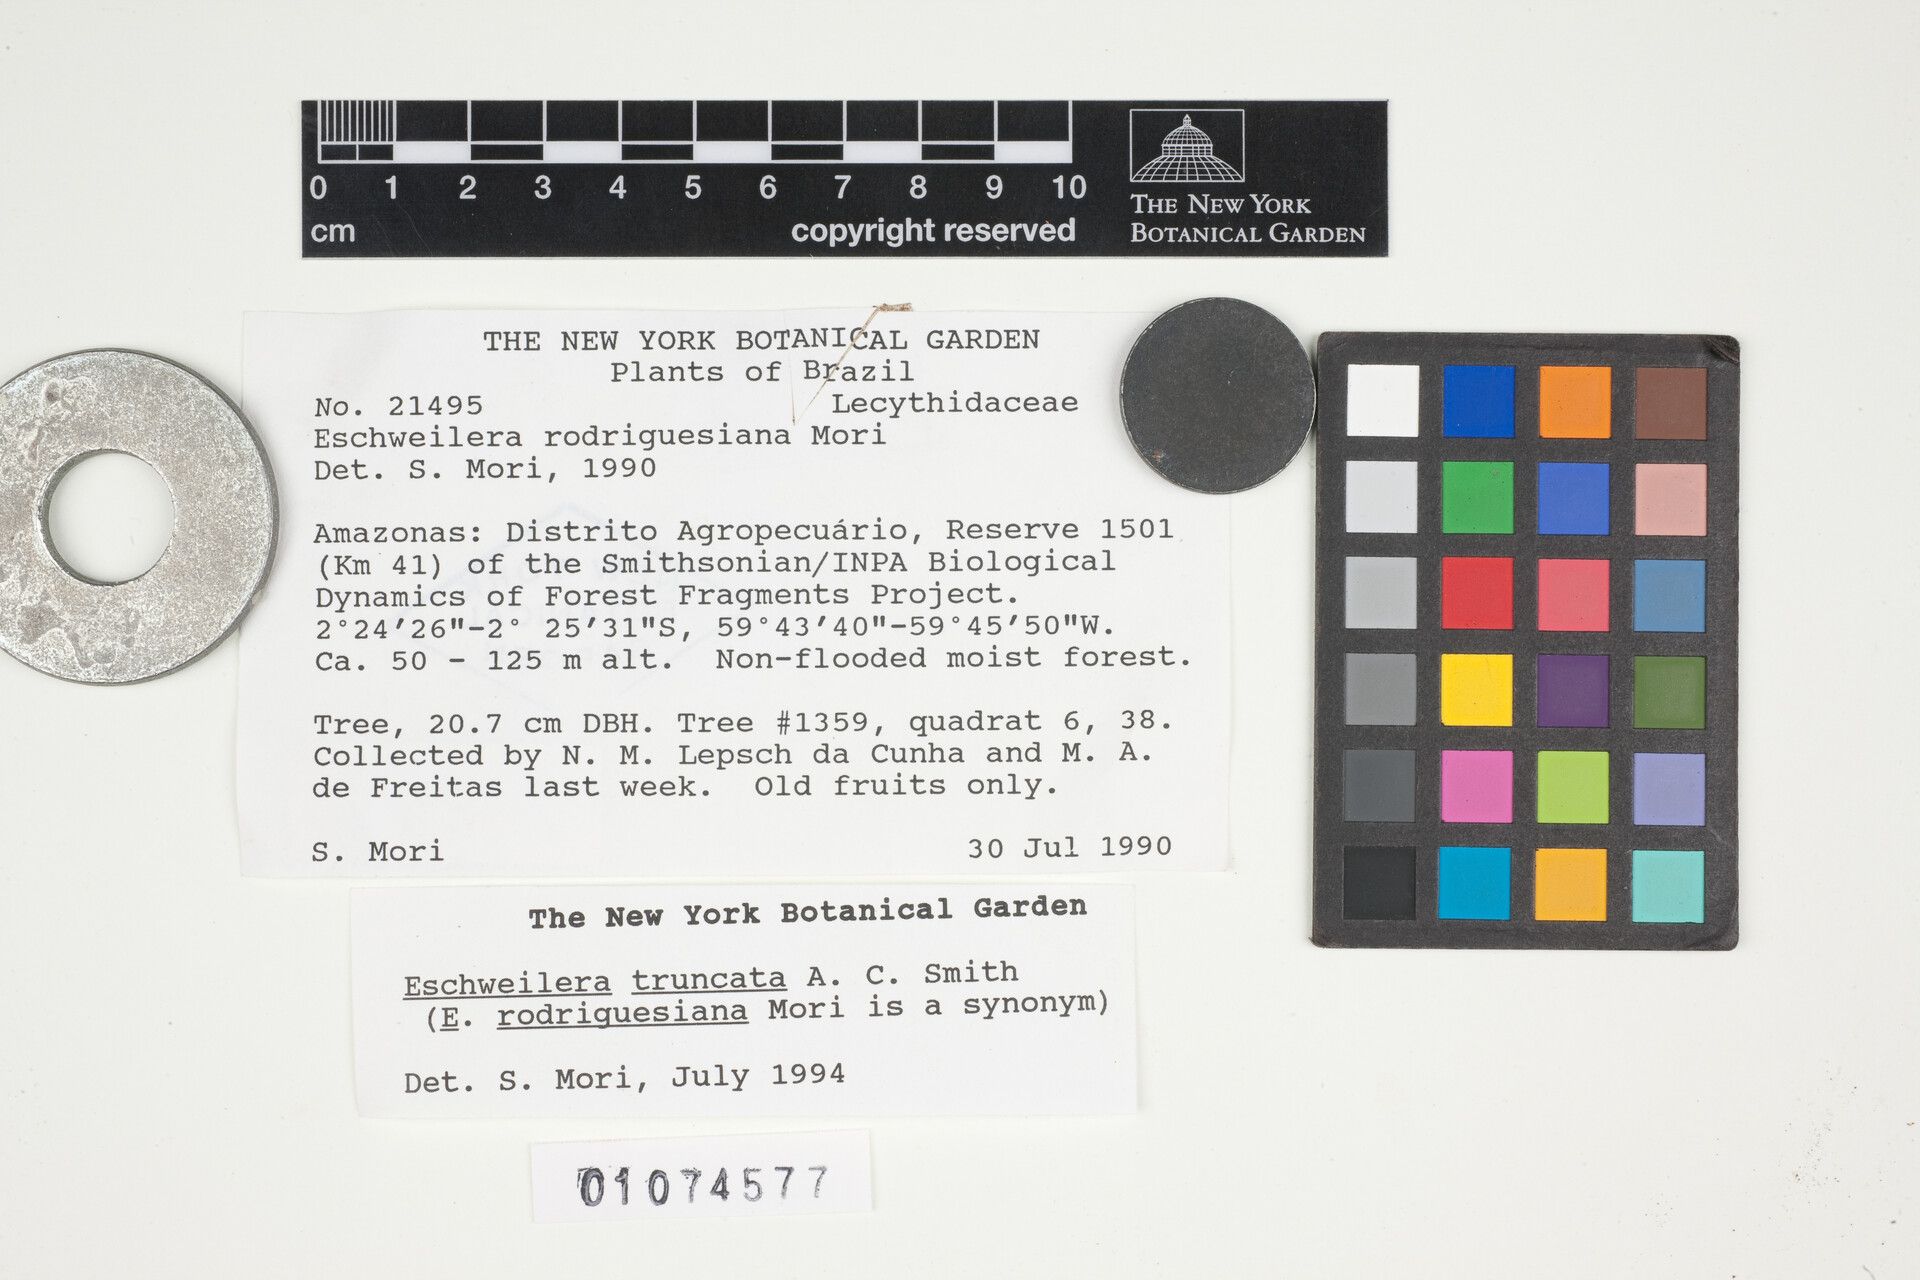 0 1 2 3 4 5 6 7 8 9 10
cm copyright reserved
THE NEW YORK
BOTANICAL GARDEN
THE NEW YORK BOTANICAL GARDEN
Plants of Brazil
No. 21495 Lecythidaceae
Eschweilera rodriguesiana Mori
Det. S. Mori, 1990
Amazonas: Distrito Agropecuário, Reserve 1501
(Km 41) of the Smithsonian/INPA Biological
Dynamics of Forest Fragments Project.
2°24'26"-2° 25'31"S, 59°43'40"-59°45'50"W.
Ca. 50 - 125 m alt. Non-flooded moist forest.
Tree, 20.7 cm DBH. Tree #1359, quadrat 6, 38.
Collected by N. M. Lepsch da Cunha and M. A.
de Freitas last week. Old fruits only.
S. Mori 30 Jul 1990
The New York Botanical Garden
Eschweilera truncata A. C. Smith
(E. rodriguesiana Mori is a synonym)
Det. S. Mori, July 1994
01074577